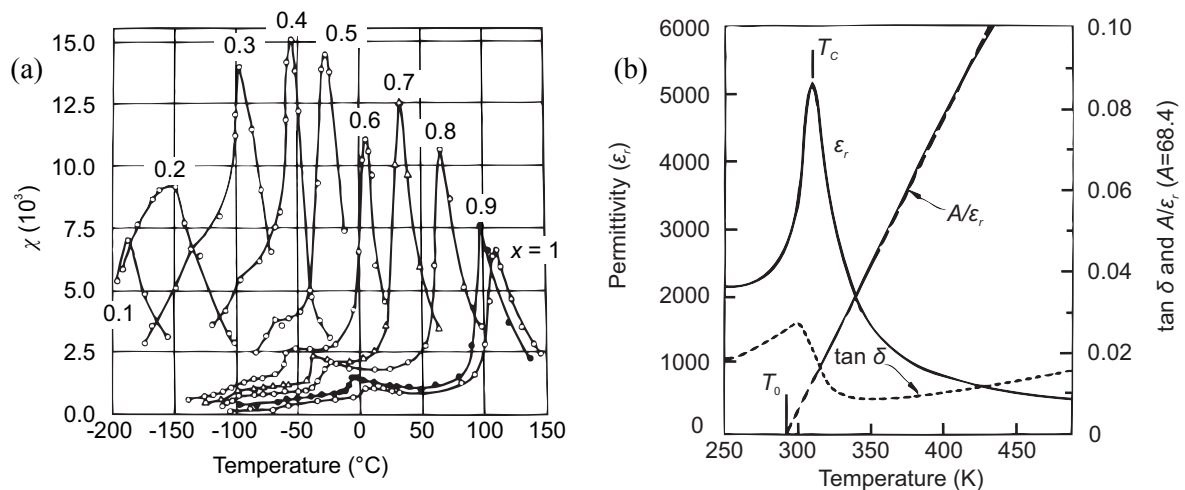 (a)
χ (10³)
15.0
12.5
10.0
7.5
5.0
2.5
0.0
-200 -150 -100 -50 0 50 100 150
Temperature (°C)
0.1
0.2
0.3
0.4
0.5
0.6
0.7
0.8
0.9
x = 1
(b)
Permittivity (εr)
6000
5000
4000
3000
2000
1000
0
250 300 350 400 450
Temperature (K)
TC
εr
A/εr
tan δ
T0
0.10
0.08
0.06
0.04
0.02
0
tan δ and A/εr (A=68.4)